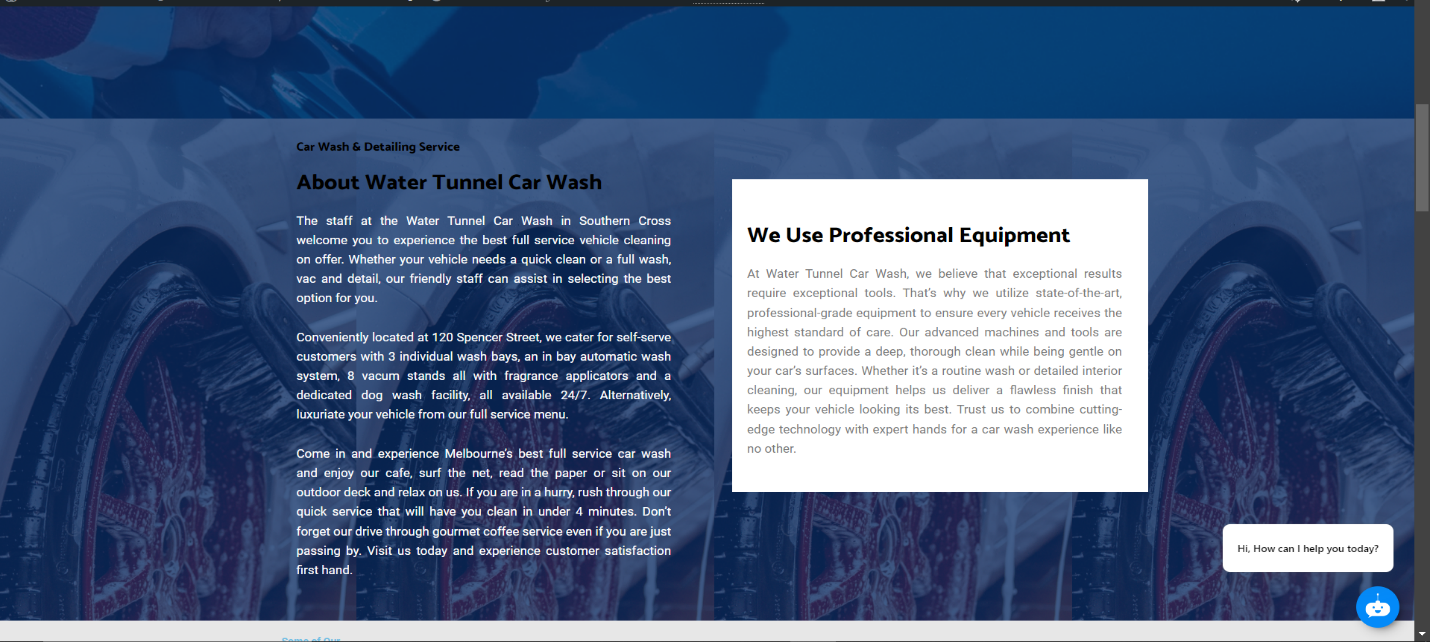 Car Wash & Detailing Service
About Water Tunnel Car Wash
The staff at the Water Tunnel Car Wash in Southern Cross
welcome you to experience the best full service vehicle cleaning
on offer. Whether your vehicle needs a quick clean or a full wash,
vac and detail, our friendly staff can assist in selecting the best
option for you.
Conveniently located at 120 Spencer Street, we cater for self-serve
customers with 3 individual wash bays, an in bay automatic wash
system, 8 vacum stands all with fragrance applicators and a
dedicated dog wash facility, all available 24/7. Alternatively,
luxuriate your vehicle from our full service menu.
Come in and experience Melbourne's best full service car wash
and enjoy our cafe, surf the net, read the paper or sit on our
outdoor deck and relax on us. If you are in a hurry, rush through our
quick service that will have you clean in under 4 minutes. Don't
forget our drive through gourmet coffee service even if you are just
passing by. Visit us today and experience customer satisfaction
first hand.
We Use Professional Equipment
At Water Tunnel Car Wash, we believe that exceptional results
require exceptional tools. That's why we utilize state-of-the-art,
professional-grade equipment to ensure every vehicle receives the
highest standard of care. Our advanced machines and tools are
designed to provide a deep, thorough clean while being gentle on
your car's surfaces. Whether it's a routine wash or detailed interior
cleaning, our equipment helps us deliver a flawless finish that
keeps your vehicle looking its best. Trust us to combine cutting-
edge technology with expert hands for a car wash experience like
no other.
Hi, How can I help you today?
Some of Our